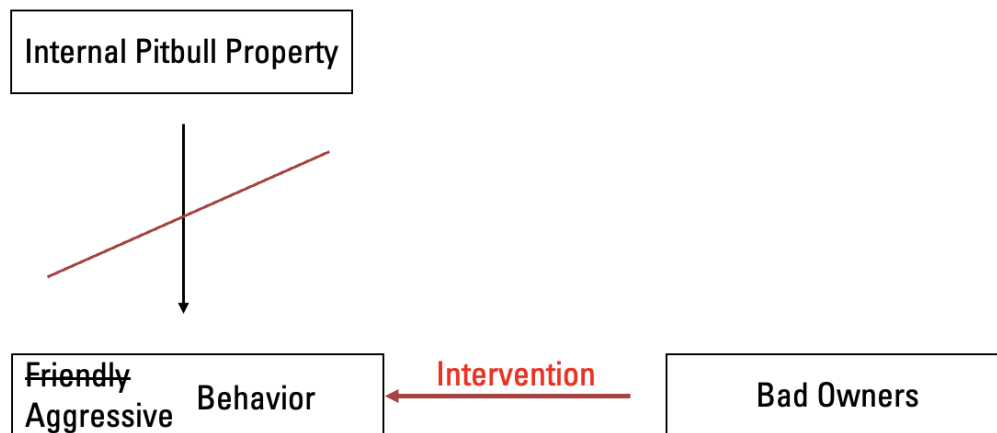 Internal Pitbull Property
Friendly
Aggressive Behavior
Intervention
Bad Owners